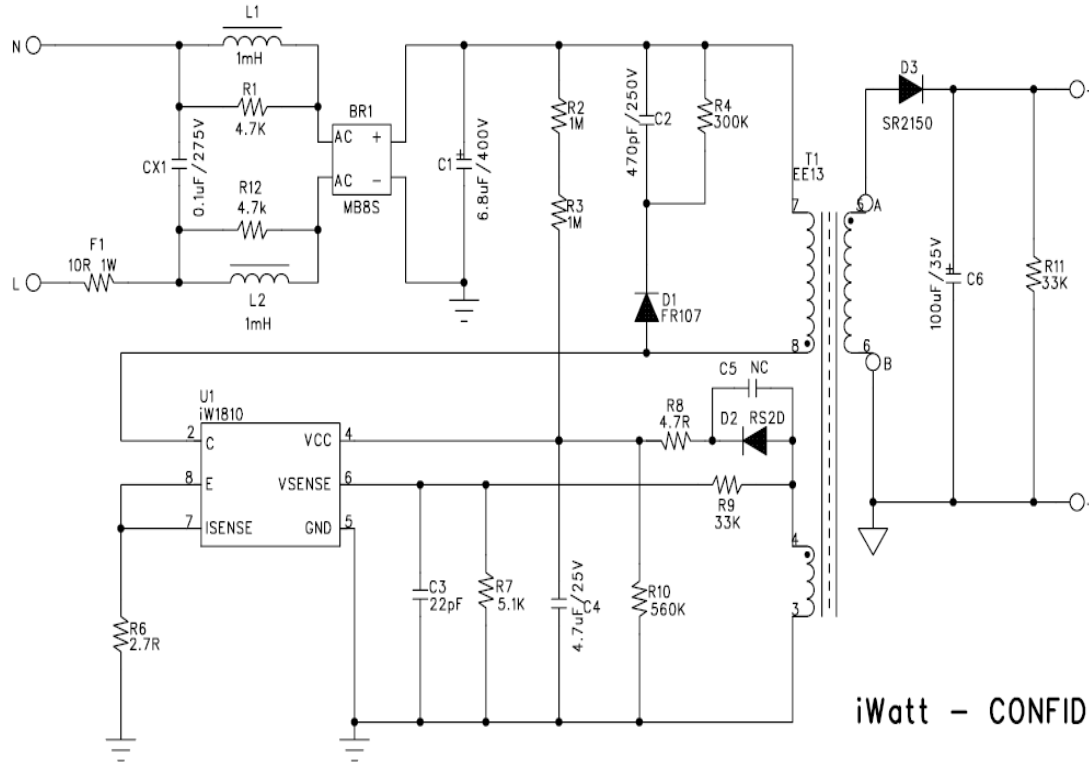 L1
1mH
N
R1
4.7K
CX1
0.1uF/275V
R12
4.7k
F1
10R 1W
L
L2
1mH
BR1
AC +
AC -
MB8S
C1
+
6.8uF/400V
R2
1M
R3
1M
470pF/250V
C2
R4
300K
D1
FR107
T1
EE13
7
8
5 A
6
B
D3
SR2150
+
100uF/35V
C6
R11
33K
U1
iW1810
2 C
VCC 4
8 E
VSENSE 6
7 ISENSE
GND 5
R6
2.7R
C3
22pF
R7
5.1K
4.7uF/25V
C4
R10
560K
R8
4.7R
C5 NC
D2 RS2D
R9
33K
4
3
iWatt - CONFID